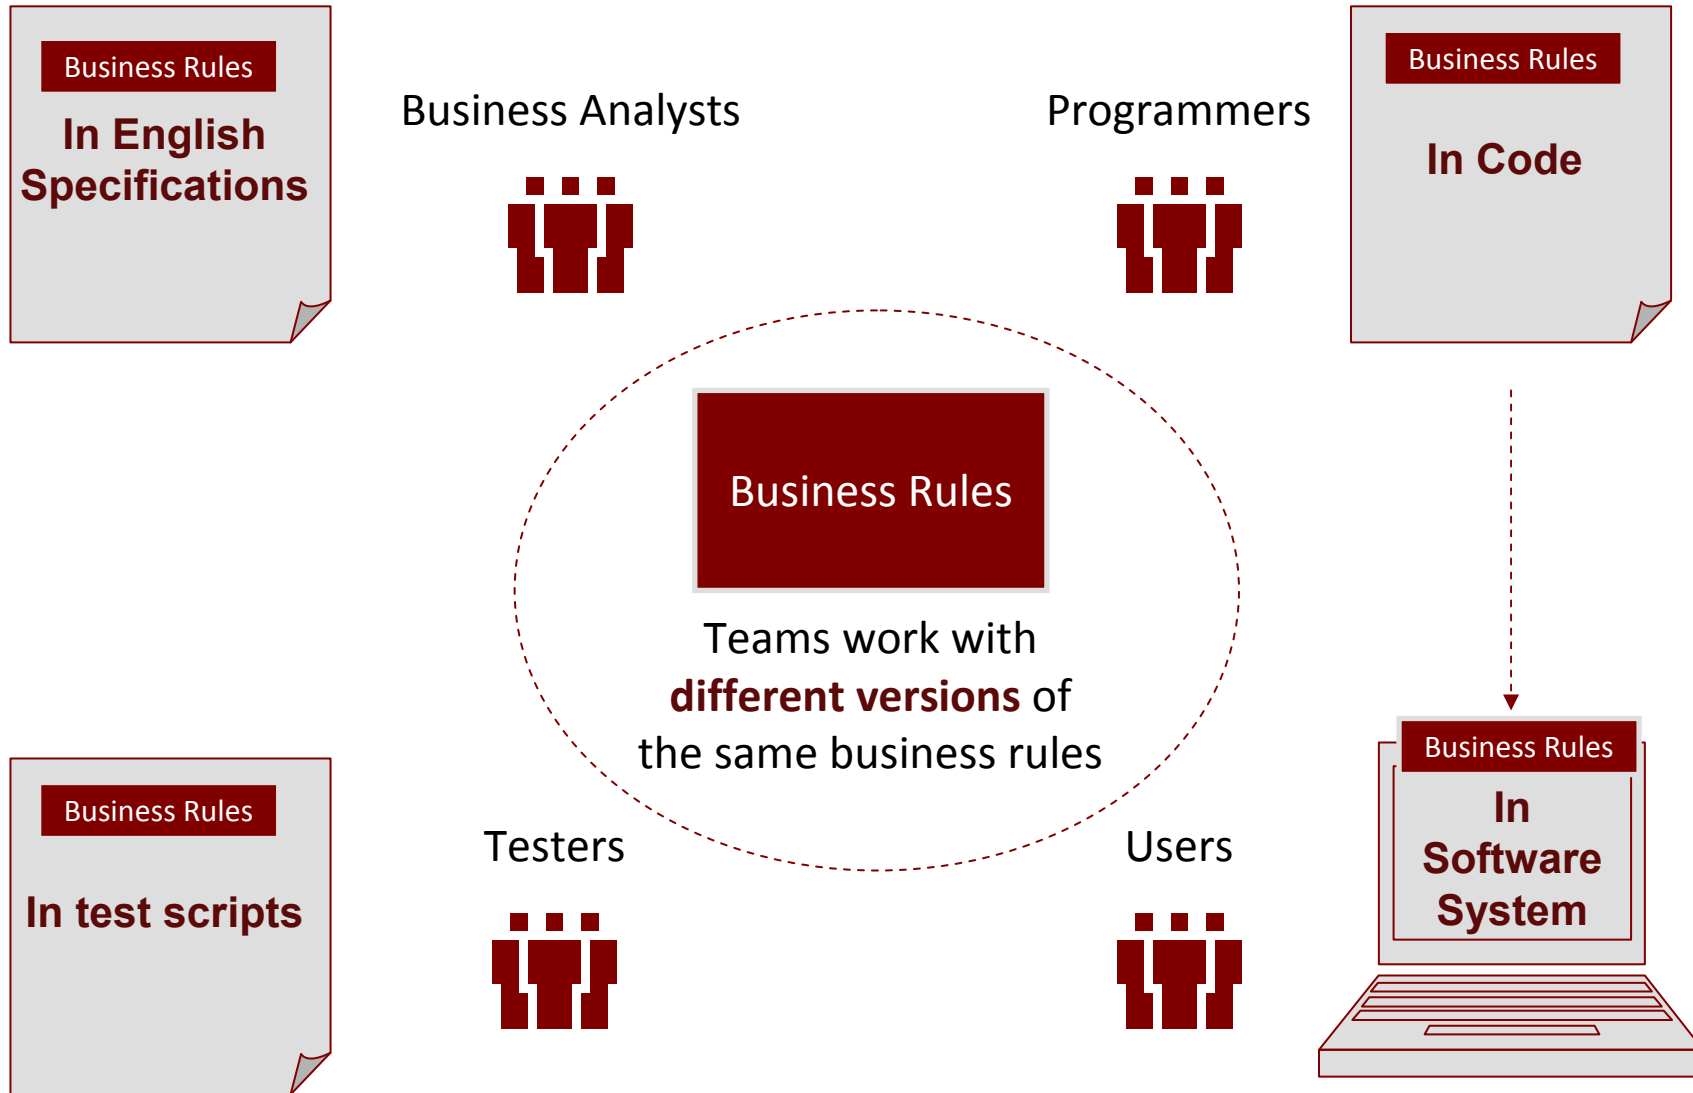 Business Rules
In English
Specifications
Business Analysts
Programmers
Business Rules
In Code
Business Rules
Teams work with
different versions of
the same business rules
Business Rules
In test scripts
Testers
Users
Business Rules
In
Software
System